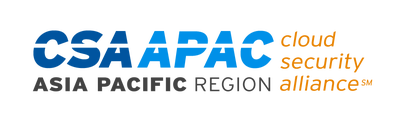 CSA APAC
ASIA PACIFIC REGION
cloud
security
alliance℠